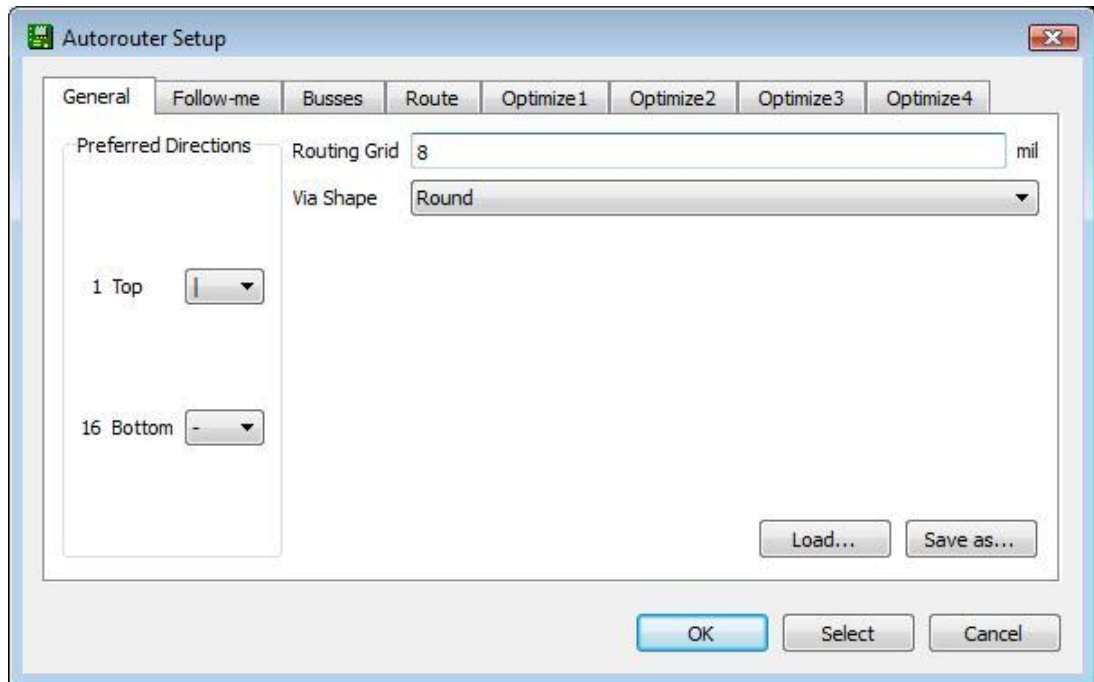 Autorouter Setup
General Follow-me Busses Route Optimize1 Optimize2 Optimize3 Optimize4
Preferred Directions
Routing Grid 8 mil
Via Shape Round
1 Top |
16 Bottom -
Load... Save as...
OK Select Cancel